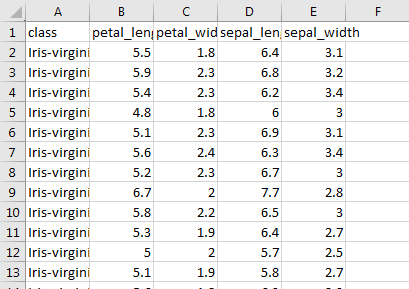 A B C D E F
1 class petal_leng petal_wid sepal_leng sepal_width
2 Iris-virgini 5.5 1.8 6.4 3.1
3 Iris-virgini 5.9 2.3 6.8 3.2
4 Iris-virgini 5.4 2.3 6.2 3.4
5 Iris-virgini 4.8 1.8 6 3
6 Iris-virgini 5.1 2.3 6.9 3.1
7 Iris-virgini 5.6 2.4 6.3 3.4
8 Iris-virgini 5.2 2.3 6.7 3
9 Iris-virgini 6.7 2 7.7 2.8
10 Iris-virgini 5.8 2.2 6.5 3
11 Iris-virgini 5.3 1.9 6.4 2.7
12 Iris-virgini 5 2 5.7 2.5
13 Iris-virgini 5.1 1.9 5.8 2.7